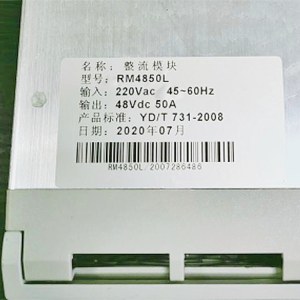 名称: 整流模块
型号: RM4850L
输入: 220Vac 45~60Hz
输出: 48Vdc 50A
产品标准: YD/T 731-2008
日期: 2020年07月
RM4850L/2007286486